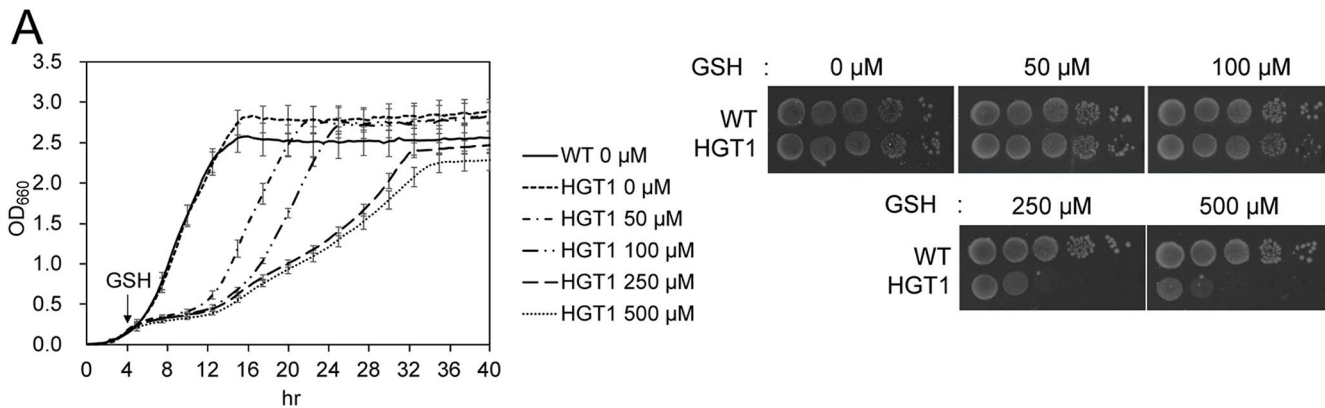 A
3.5
3.0
2.5
2.0
1.5
1.0
0.5
0.0
OD660
GSH
0 4 8 12 16 20 24 28 32 36 40
hr
WT 0 µM
HGT1 0 µM
HGT1 50 µM
HGT1 100 µM
HGT1 250 µM
HGT1 500 µM
GSH : 0 µM 50 µM 100 µM
WT
HGT1
GSH : 250 µM 500 µM
WT
HGT1